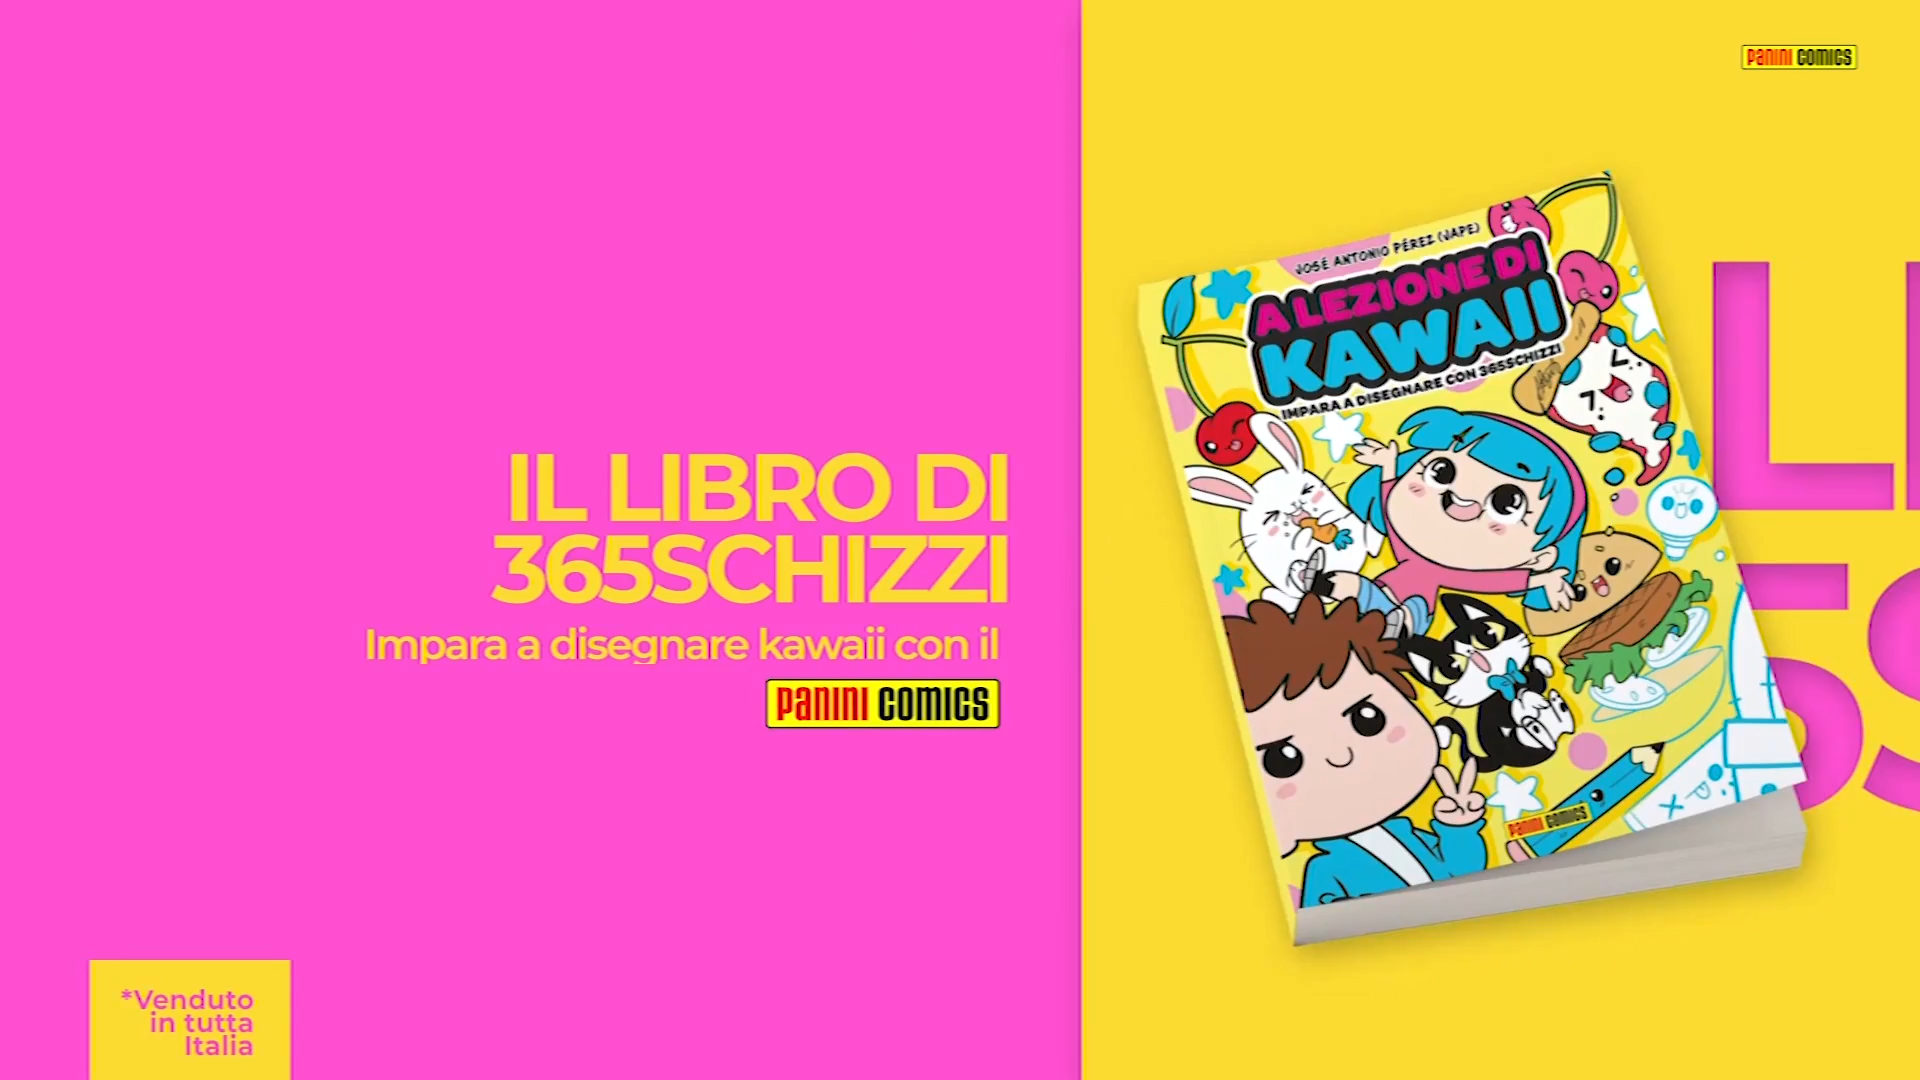 PANINI COMICS
JOSÉ ANTONIO PÉREZ (JAPE)
A LEZIONE DI
KAWAII
IMPARA A DISEGNARE CON 365SCHIZZI
PANINI COMICS
IL LIBRO DI
365SCHIZZI
Impara a disegnare kawaii con il
PANINI COMICS
*Venduto
in tutta
Italia